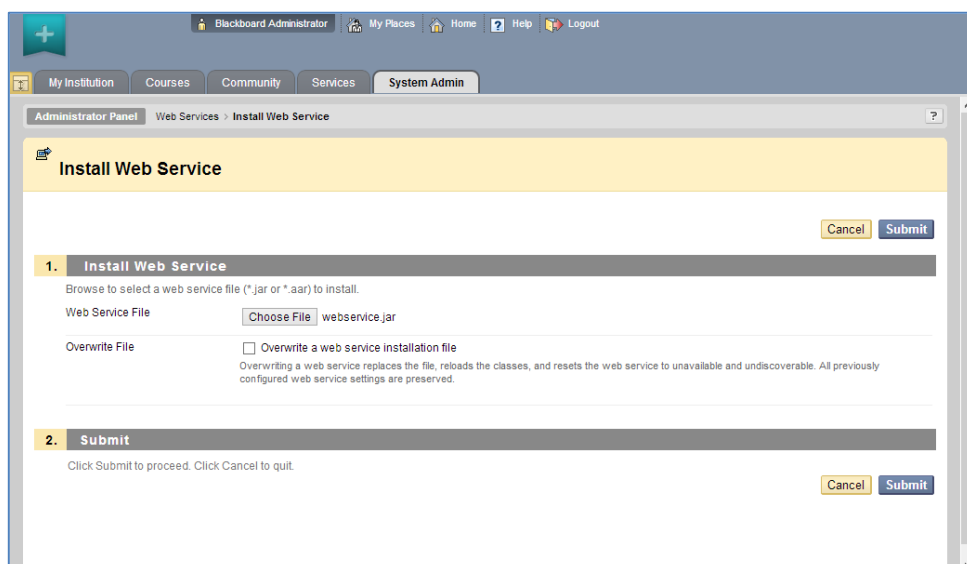 Blackboard Administrator My Places Home ? Help Logout
My Institution Courses Community Services System Admin
Administrator Panel Web Services > Install Web Service ?
Install Web Service
Cancel Submit
1. Install Web Service
Browse to select a web service file (*.jar or *.aar) to install.
Web Service File Choose File webservice.jar
Overwrite File Overwrite a web service installation file
Overwriting a web service replaces the file, reloads the classes, and resets the web service to unavailable and undiscoverable. All previously
configured web service settings are preserved.
2. Submit
Click Submit to proceed. Click Cancel to quit.
Cancel Submit